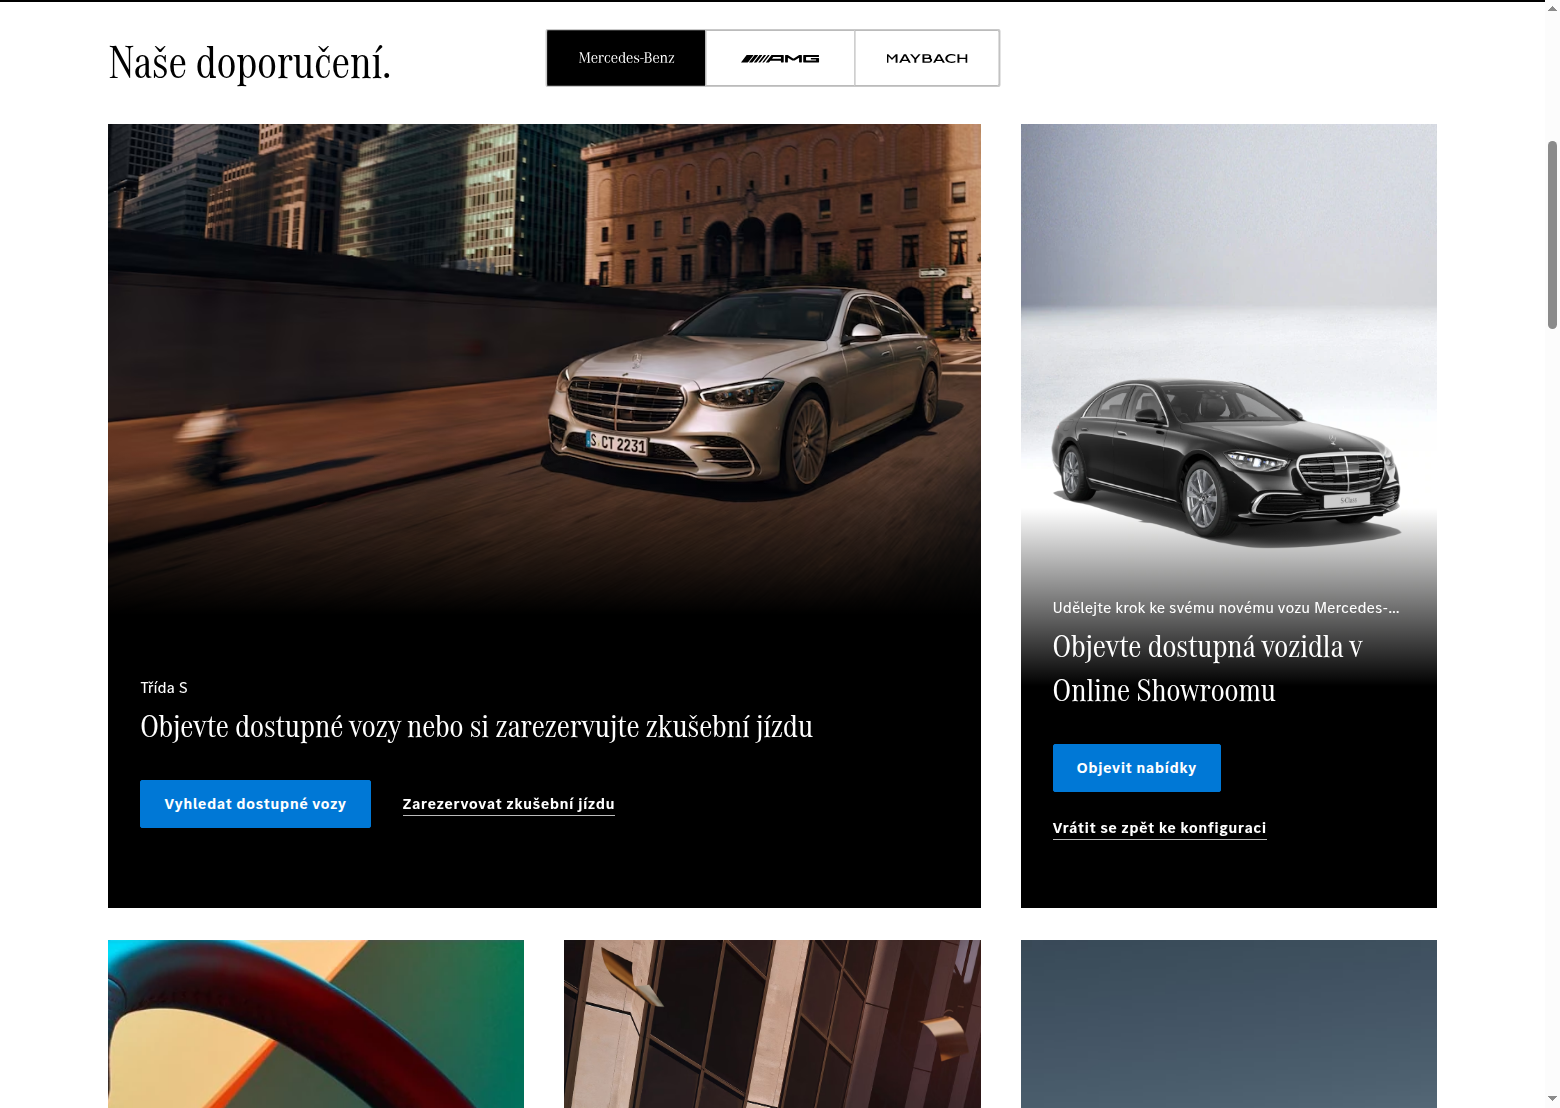 Naše doporučení.
Mercedes-Benz
AMG
MAYBACH
S CT 2231
S-Class
Třída S
Objevte dostupné vozy nebo si zarezervujte zkušební jízdu
Vyhledat dostupné vozy
Zarezervovat zkušební jízdu
Udělejte krok ke svému novému vozu Mercedes-...
Objevte dostupná vozidla v
Online Showroomu
Objevit nabídky
Vrátit se zpět ke konfiguraci